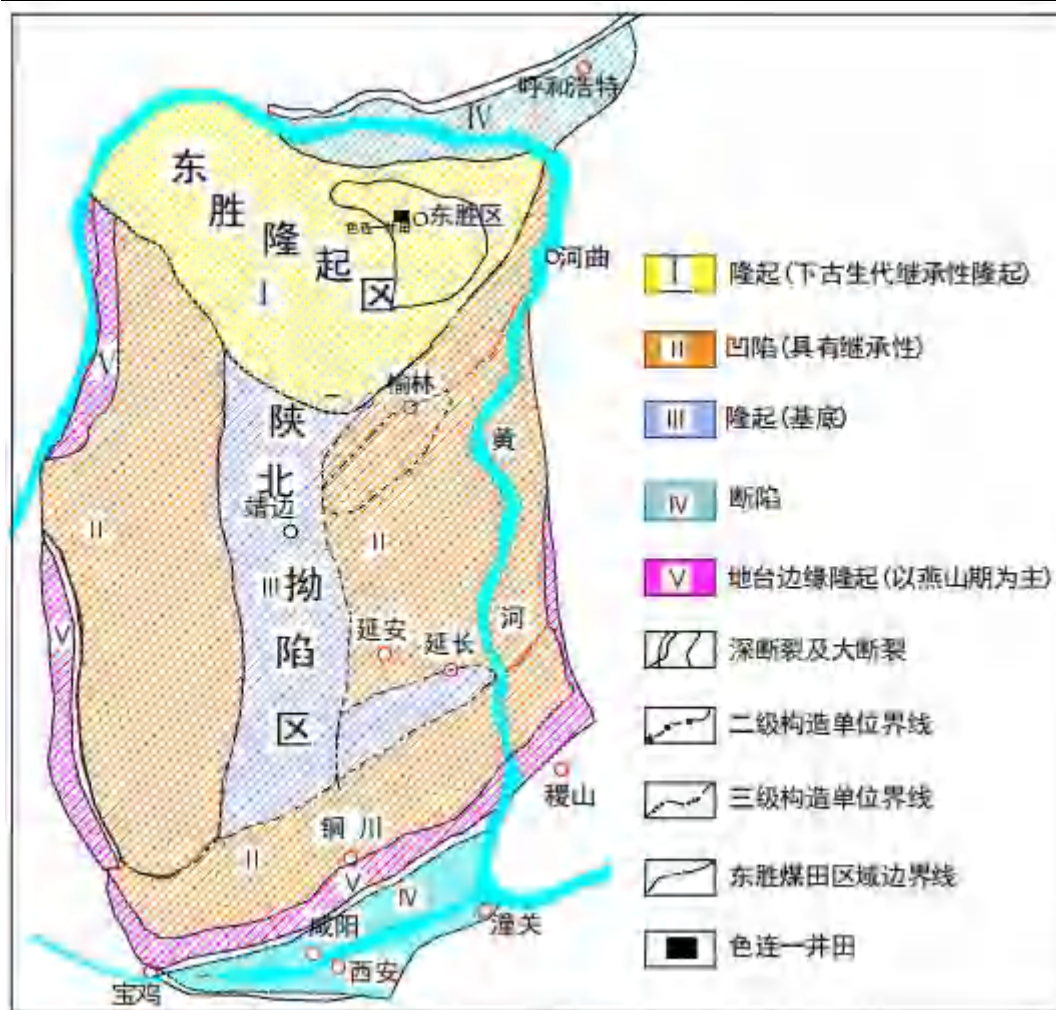 呼和浩特
Ⅳ
东胜隆起区
Ⅰ
东胜区
色连一井田
河曲
Ⅴ
榆林
陕北拗陷区
黄河
靖边
Ⅱ
Ⅱ
Ⅲ
Ⅴ
延安
延长
稷山
铜川
Ⅱ
Ⅴ
Ⅳ
咸阳
潼关
西安
宝鸡
Ⅰ 隆起(下古生代继承性隆起)
Ⅱ 凹陷(具有继承性)
Ⅲ 隆起(基底)
Ⅳ 断陷
Ⅴ 地台边缘隆起(以燕山期为主)
深断裂及大断裂
二级构造单位界线
三级构造单位界线
东胜煤田区域边界线
色连一井田